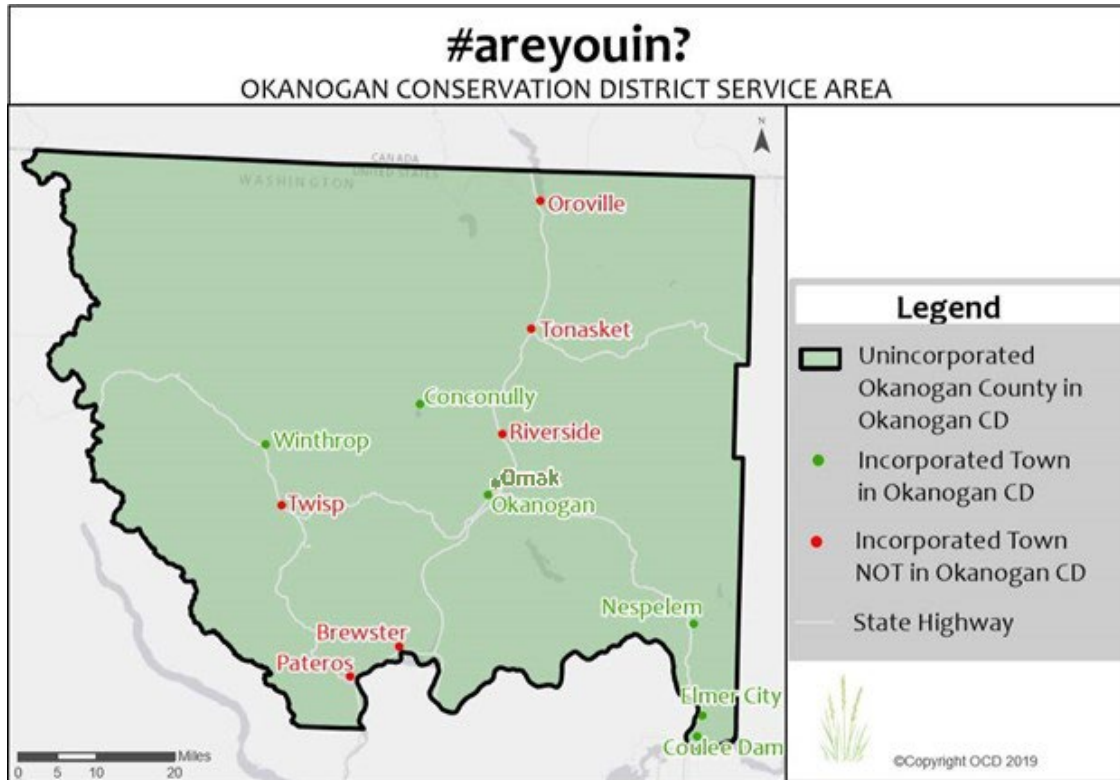 #areyouin?
OKANOGAN CONSERVATION DISTRICT SERVICE AREA
N
CANADA
UNITED STATES
WASHINGTON
Oroville
Tonasket
Conconully
Riverside
Winthrop
Omak
Okanogan
Twisp
Nespelem
Brewster
Pateros
Elmer City
Coulee Dam
Miles
0 5 10 20
Legend
Unincorporated
Okanogan County in
Okanogan CD
Incorporated Town
in Okanogan CD
Incorporated Town
NOT in Okanogan CD
State Highway
©Copyright OCD 2019